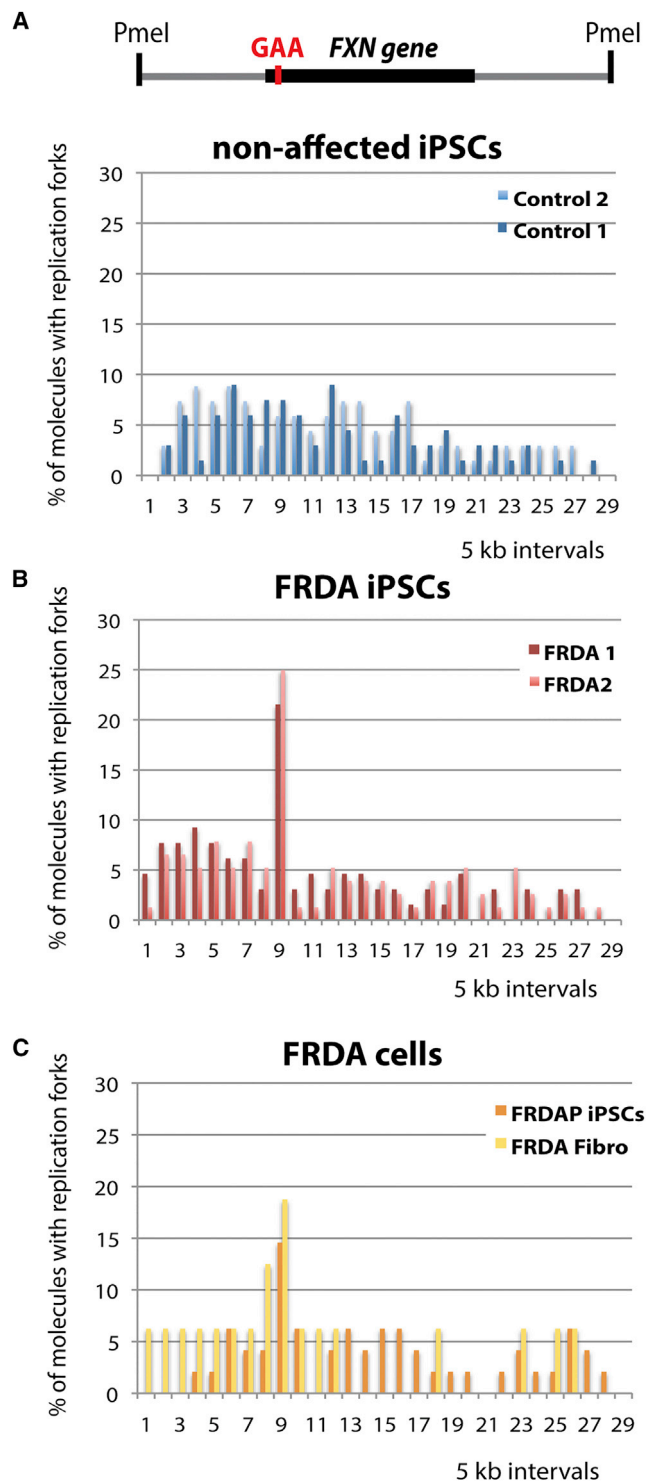 A
PmeI PmeI
GAA FXN gene
non-affected iPSCs
% of molecules with replication forks
30
25
20
15
10
5
0
Control 2
Control 1
1 3 5 7 9 11 13 15 17 19 21 23 25 27 29
5 kb intervals
B
FRDA iPSCs
% of molecules with replication forks
30
25
20
15
10
5
0
FRDA 1
FRDA2
1 3 5 7 9 11 13 15 17 19 21 23 25 27 29
5 kb intervals
C
FRDA cells
% of molecules with replication forks
30
25
20
15
10
5
0
FRDAP iPSCs
FRDA Fibro
1 3 5 7 9 11 13 15 17 19 21 23 25 27 29
5 kb intervals